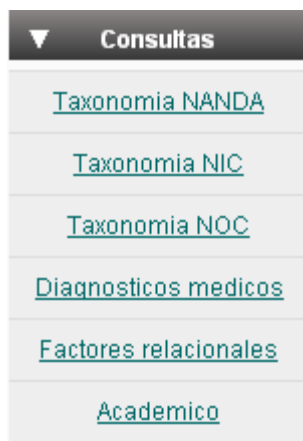 Consultas
Taxonomia NANDA
Taxonomia NIC
Taxonomia NOC
Diagnosticos medicos
Factores relacionales
Academico